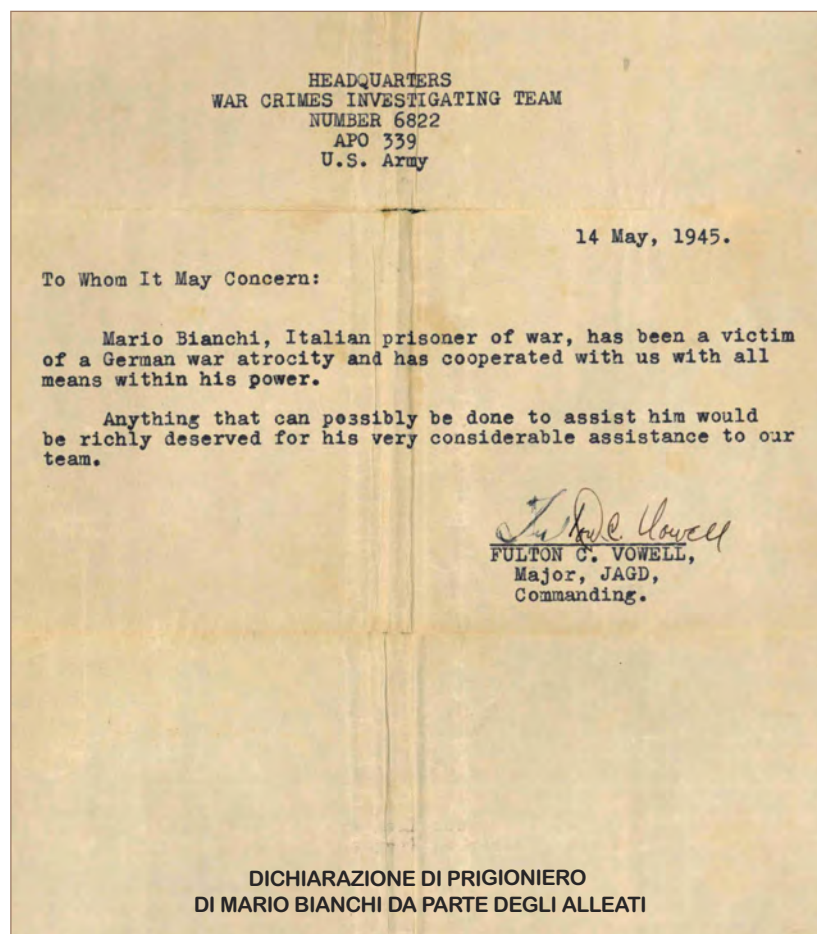 HEADQUARTERS
WAR CRIMES INVESTIGATING TEAM
NUMBER 6822
APO 339
U.S. Army
14 May, 1945.
To Whom It May Concern:
Mario Bianchi, Italian prisoner of war, has been a victim
of a German war atrocity and has cooperated with us with all
means within his power.
Anything that can possibly be done to assist him would
be richly deserved for his very considerable assistance to our
team.
Fulton C. Vowell
FULTON C. VOWELL,
Major, JAGD,
Commanding.
DICHIARAZIONE DI PRIGIONIERO
DI MARIO BIANCHI DA PARTE DEGLI ALLEATI